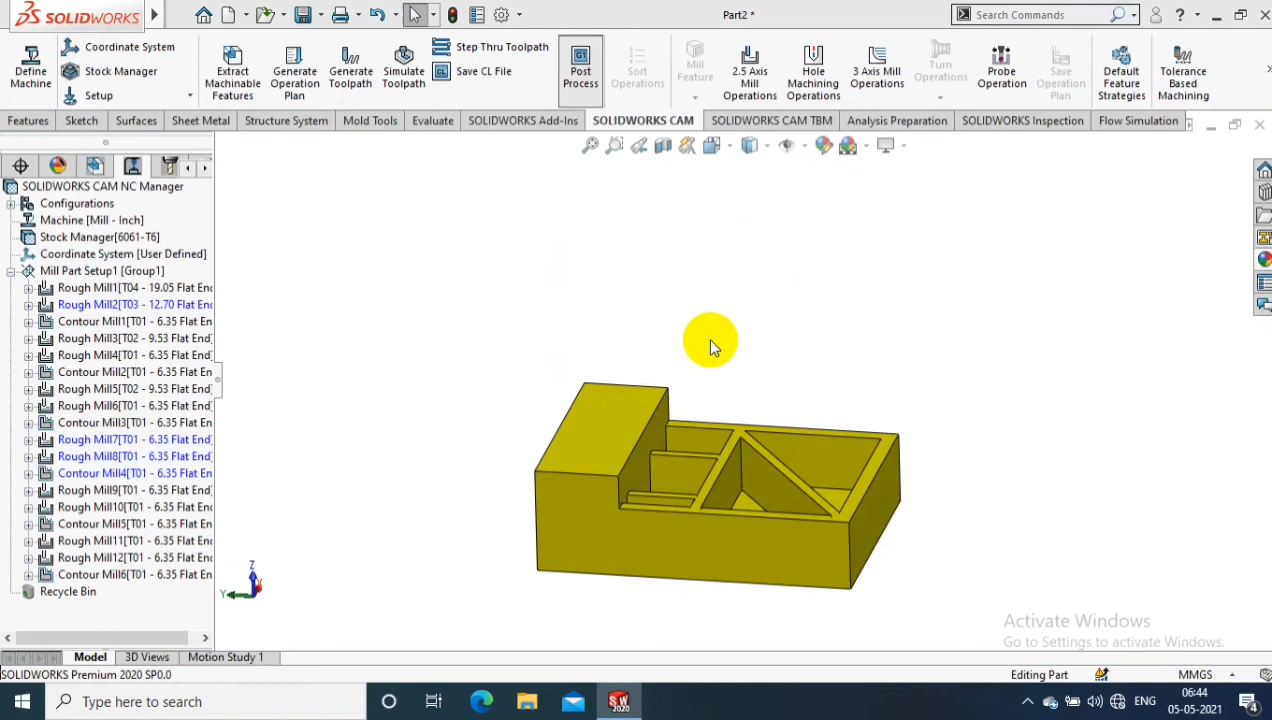 SOLIDWORKS
Part2 *
Search Commands
Define Machine
Coordinate System
Stock Manager
Setup
Extract Machinable Features
Generate Operation Plan
Generate Toolpath
Simulate Toolpath
Step Thru Toolpath
Save CL File
G1
Post Process
Sort Operations
Mill Feature
2.5 Axis Mill Operations
Hole Machining Operations
3 Axis Mill Operations
Turn Operations
Probe Operation
Save Operation Plan
Default Feature Strategies
Tolerance Based Machining
Features
Sketch
Surfaces
Sheet Metal
Structure System
Mold Tools
Evaluate
SOLIDWORKS Add-Ins
SOLIDWORKS CAM
SOLIDWORKS CAM TBM
Analysis Preparation
SOLIDWORKS Inspection
Flow Simulation
SOLIDWORKS CAM NC Manager
Configurations
Machine [Mill - Inch]
Stock Manager[6061-T6]
Coordinate System [User Defined]
Mill Part Setup1 [Group1]
Rough Mill1[T04 - 19.05 Flat End
Rough Mill2[T03 - 12.70 Flat End
Contour Mill1[T01 - 6.35 Flat En
Rough Mill3[T02 - 9.53 Flat End]
Rough Mill4[T01 - 6.35 Flat End]
Contour Mill2[T01 - 6.35 Flat En
Rough Mill5[T02 - 9.53 Flat End]
Rough Mill6[T01 - 6.35 Flat End]
Contour Mill3[T01 - 6.35 Flat En
Rough Mill7[T01 - 6.35 Flat End]
Rough Mill8[T01 - 6.35 Flat End]
Contour Mill4[T01 - 6.35 Flat En
Rough Mill9[T01 - 6.35 Flat End]
Rough Mill10[T01 - 6.35 Flat End
Contour Mill5[T01 - 6.35 Flat En
Rough Mill11[T01 - 6.35 Flat End
Rough Mill12[T01 - 6.35 Flat End
Contour Mill6[T01 - 6.35 Flat En
Recycle Bin
Z
Y
Activate Windows
Go to Settings to activate Windows.
Model
3D Views
Motion Study 1
SOLIDWORKS Premium 2020 SP0.0
Editing Part
MMGS
Type here to search
SW 2020
ENG
06:44
05-05-2021
4